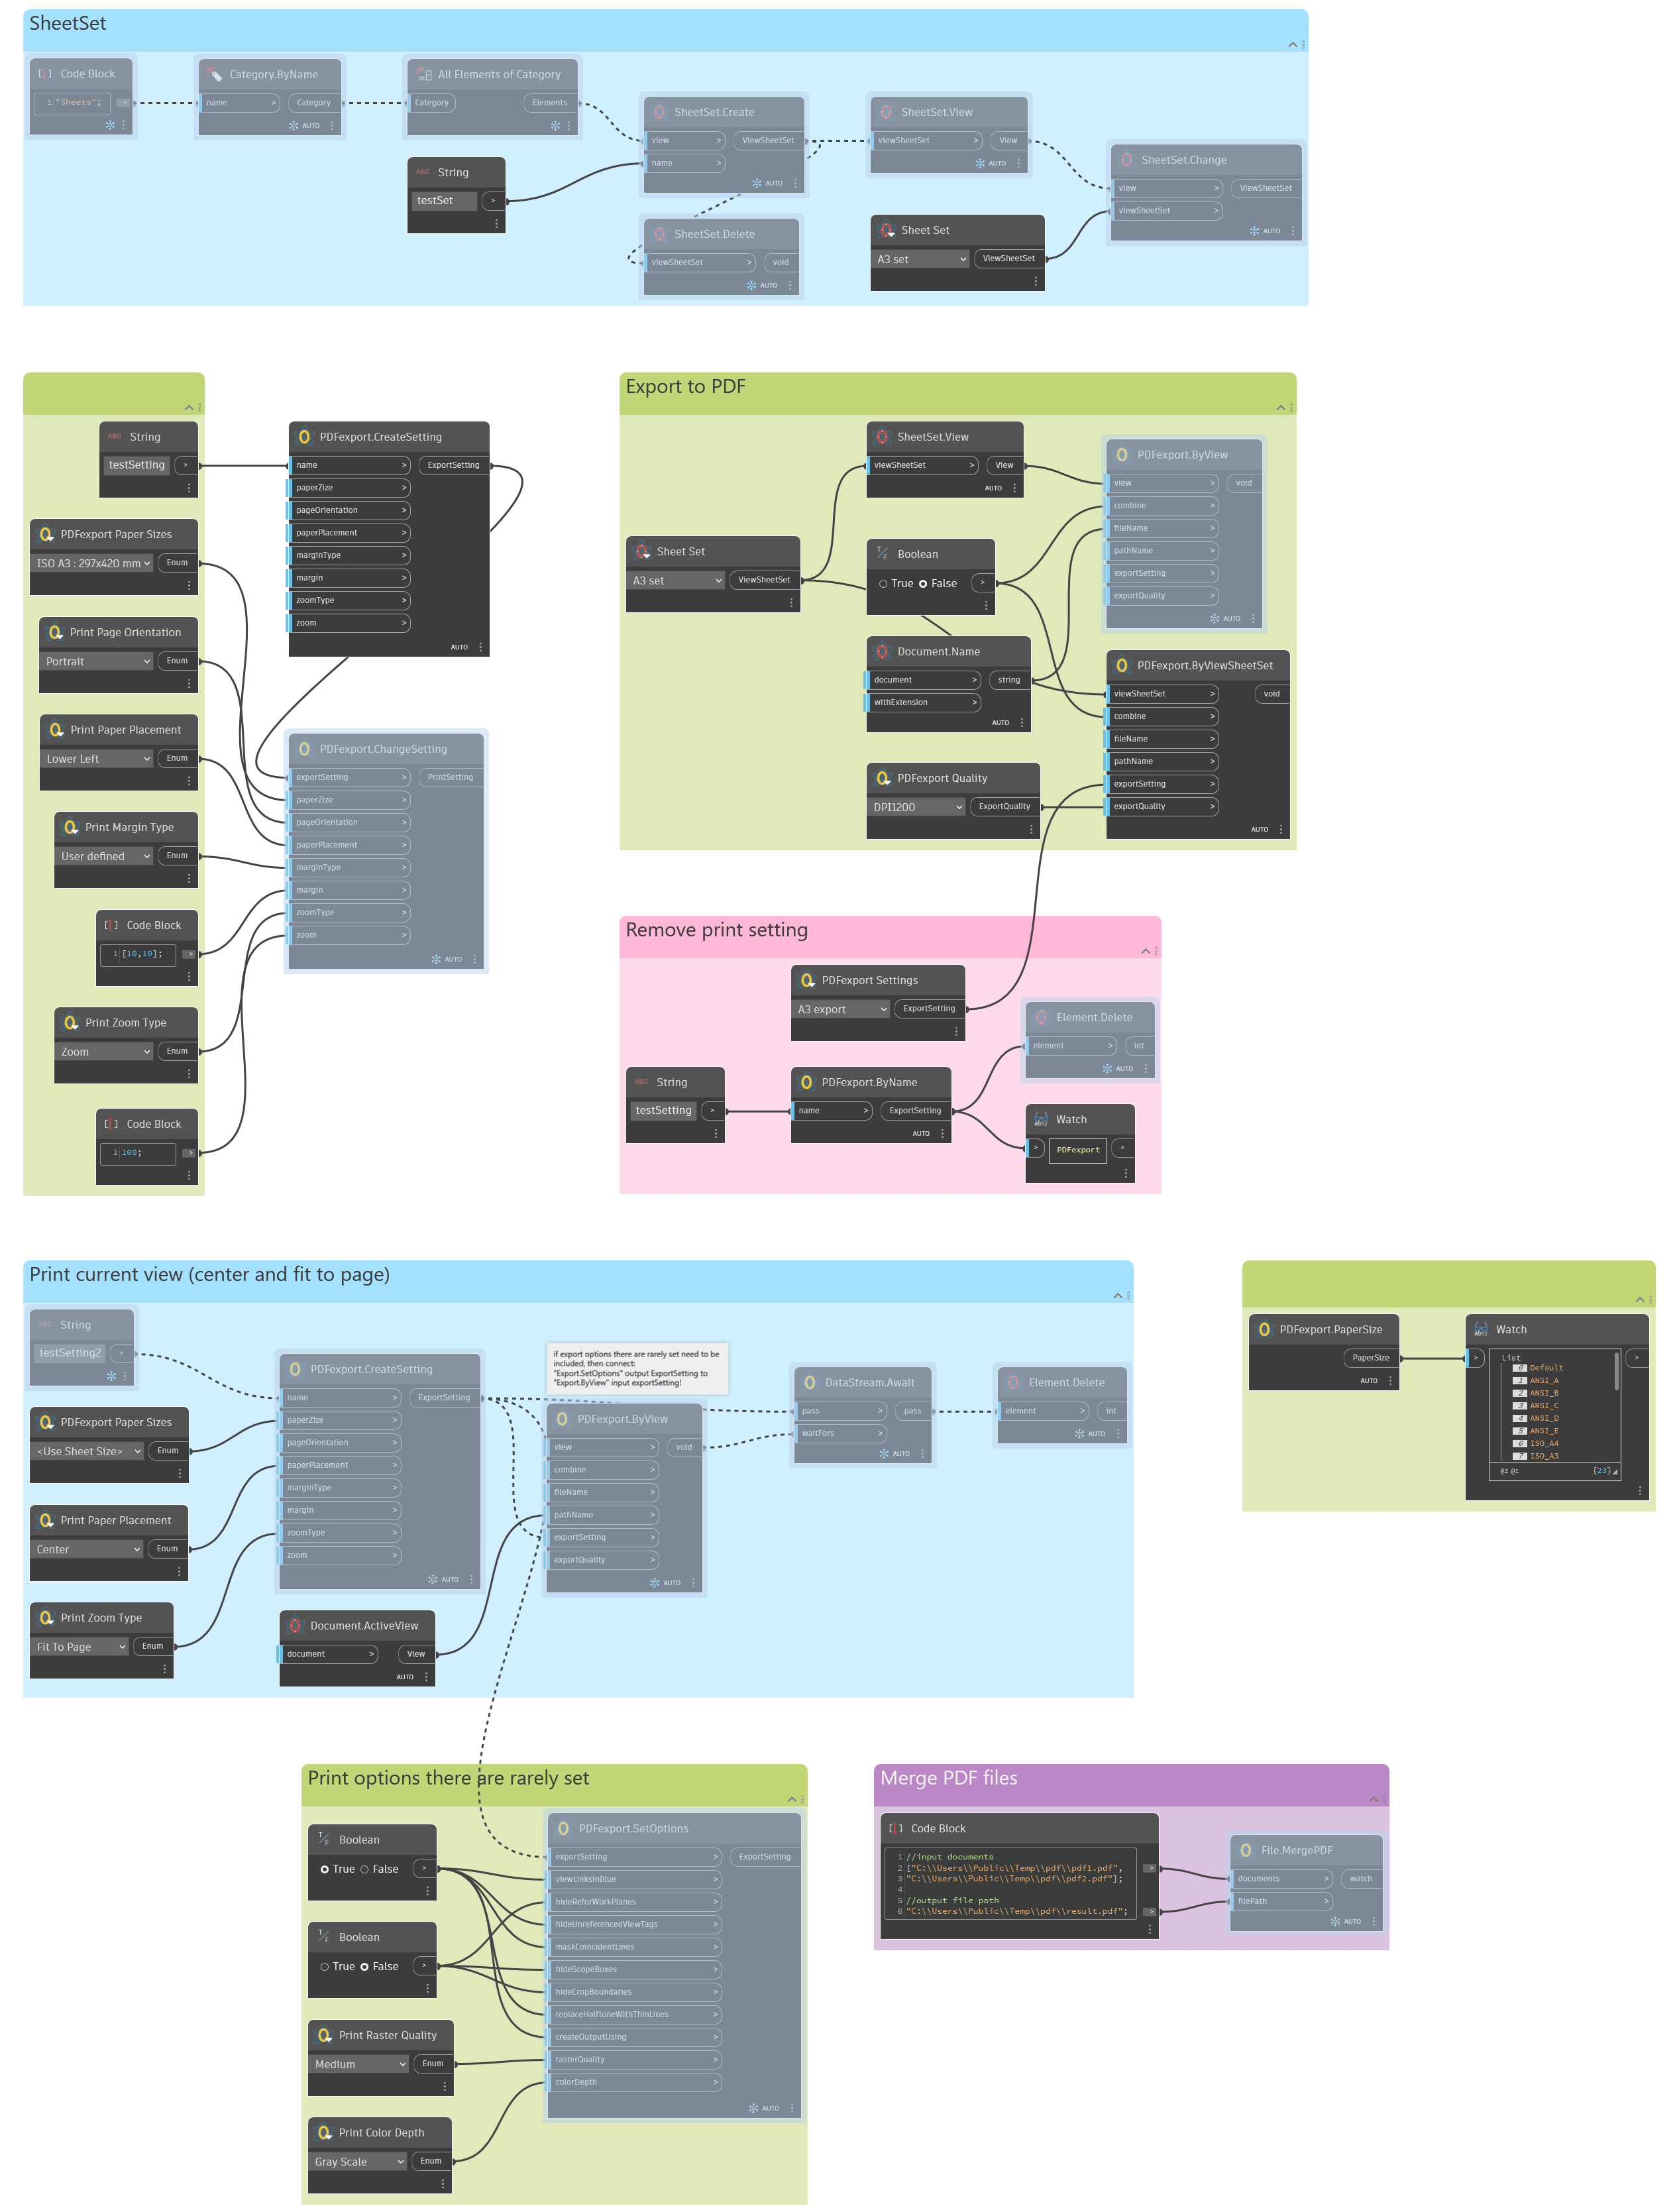 SheetSet
Code Block
1 "Sheets"; >
Category.ByName
name > Category
AUTO
All Elements of Category
Category Elements
SheetSet.Create
view > ViewSheetSet
name >
AUTO
SheetSet.View
viewSheetSet > View
AUTO
SheetSet.Change
view > ViewSheetSet
viewSheetSet >
AUTO
ABC String
testSet >
SheetSet.Delete
viewSheetSet > void
AUTO
Sheet Set
A3 set ViewSheetSet
ABC String
testSetting >
PDFexport Paper Sizes
ISO A3 : 297x420 mm Enum
Print Page Orientation
Portrait Enum
Print Paper Placement
Lower Left Enum
Print Margin Type
User defined Enum
Code Block
1 [10,10]; >
Print Zoom Type
Zoom Enum
Code Block
1 100; >
PDFexport.CreateSetting
name > ExportSetting
paperZize >
pageOrientation >
paperPlacement >
marginType >
margin >
zoomType >
zoom >
AUTO
PDFexport.ChangeSetting
exportSetting > PrintSetting
paperZize >
pageOrientation >
paperPlacement >
marginType >
margin >
zoomType >
zoom >
AUTO
Export to PDF
Sheet Set
A3 set ViewSheetSet
SheetSet.View
viewSheetSet > View
AUTO
T/F Boolean
True False >
Document.Name
document > string
withExtension >
AUTO
PDFexport Quality
DPI1200 ExportQuality
PDFexport.ByView
view > void
combine >
fileName >
pathName >
exportSetting >
exportQuality >
AUTO
PDFexport.ByViewSheetSet
viewSheetSet > void
combine >
fileName >
pathName >
exportSetting >
exportQuality >
AUTO
Remove print setting
PDFexport Settings
A3 export ExportSetting
ABC String
testSetting >
PDFexport.ByName
name > ExportSetting
AUTO
Element.Delete
element > int
AUTO
Watch
> PDFexport >
Print current view (center and fit to page)
ABC String
testSetting2 >
PDFexport Paper Sizes
<Use Sheet Size> Enum
Print Paper Placement
Center Enum
Print Zoom Type
Fit To Page Enum
PDFexport.CreateSetting
name > ExportSetting
paperZize >
pageOrientation >
paperPlacement >
marginType >
margin >
zoomType >
zoom >
AUTO
Document.ActiveView
document > View
AUTO
if export options there are rarely set need to be
included, then connect:
"Export.SetOptions" output ExportSetting to
"Export.ByView" input exportSetting!
PDFexport.ByView
view > void
combine >
fileName >
pathName >
exportSetting >
exportQuality >
AUTO
DataStream.Await
pass > pass
waitFors >
AUTO
Element.Delete
element > int
AUTO
PDFexport.PaperSize
PaperSize
AUTO
Watch
> >
List
0 Default
1 ANSI_A
2 ANSI_B
3 ANSI_C
4 ANSI_D
5 ANSI_E
6 ISO_A4
7 ISO_A3
@2 @1 {23}
Print options there are rarely set
T/F Boolean
True False >
T/F Boolean
True False >
Print Raster Quality
Medium Enum
Print Color Depth
Gray Scale Enum
PDFexport.SetOptions
exportSetting > ExportSetting
viewLinksinBlue >
hideReforWorkPlanes >
hideUnreferencedViewTags >
maskCoincidentLines >
hideScopeBoxes >
hideCropBoundaries >
replaceHalftoneWithThinLines >
createOutputUsing >
rasterQuality >
colorDepth >
AUTO
Merge PDF files
Code Block
1 //input documents
2 ["C:\\Users\\Public\\Temp\\pdf\\pdf1.pdf", >
3 "C:\\Users\\Public\\Temp\\pdf\\pdf2.pdf"];
4
5 //output file path
6 "C:\\Users\\Public\\Temp\\pdf\\result.pdf"; >
File.MergePDF
documents > watch
filePath >
AUTO